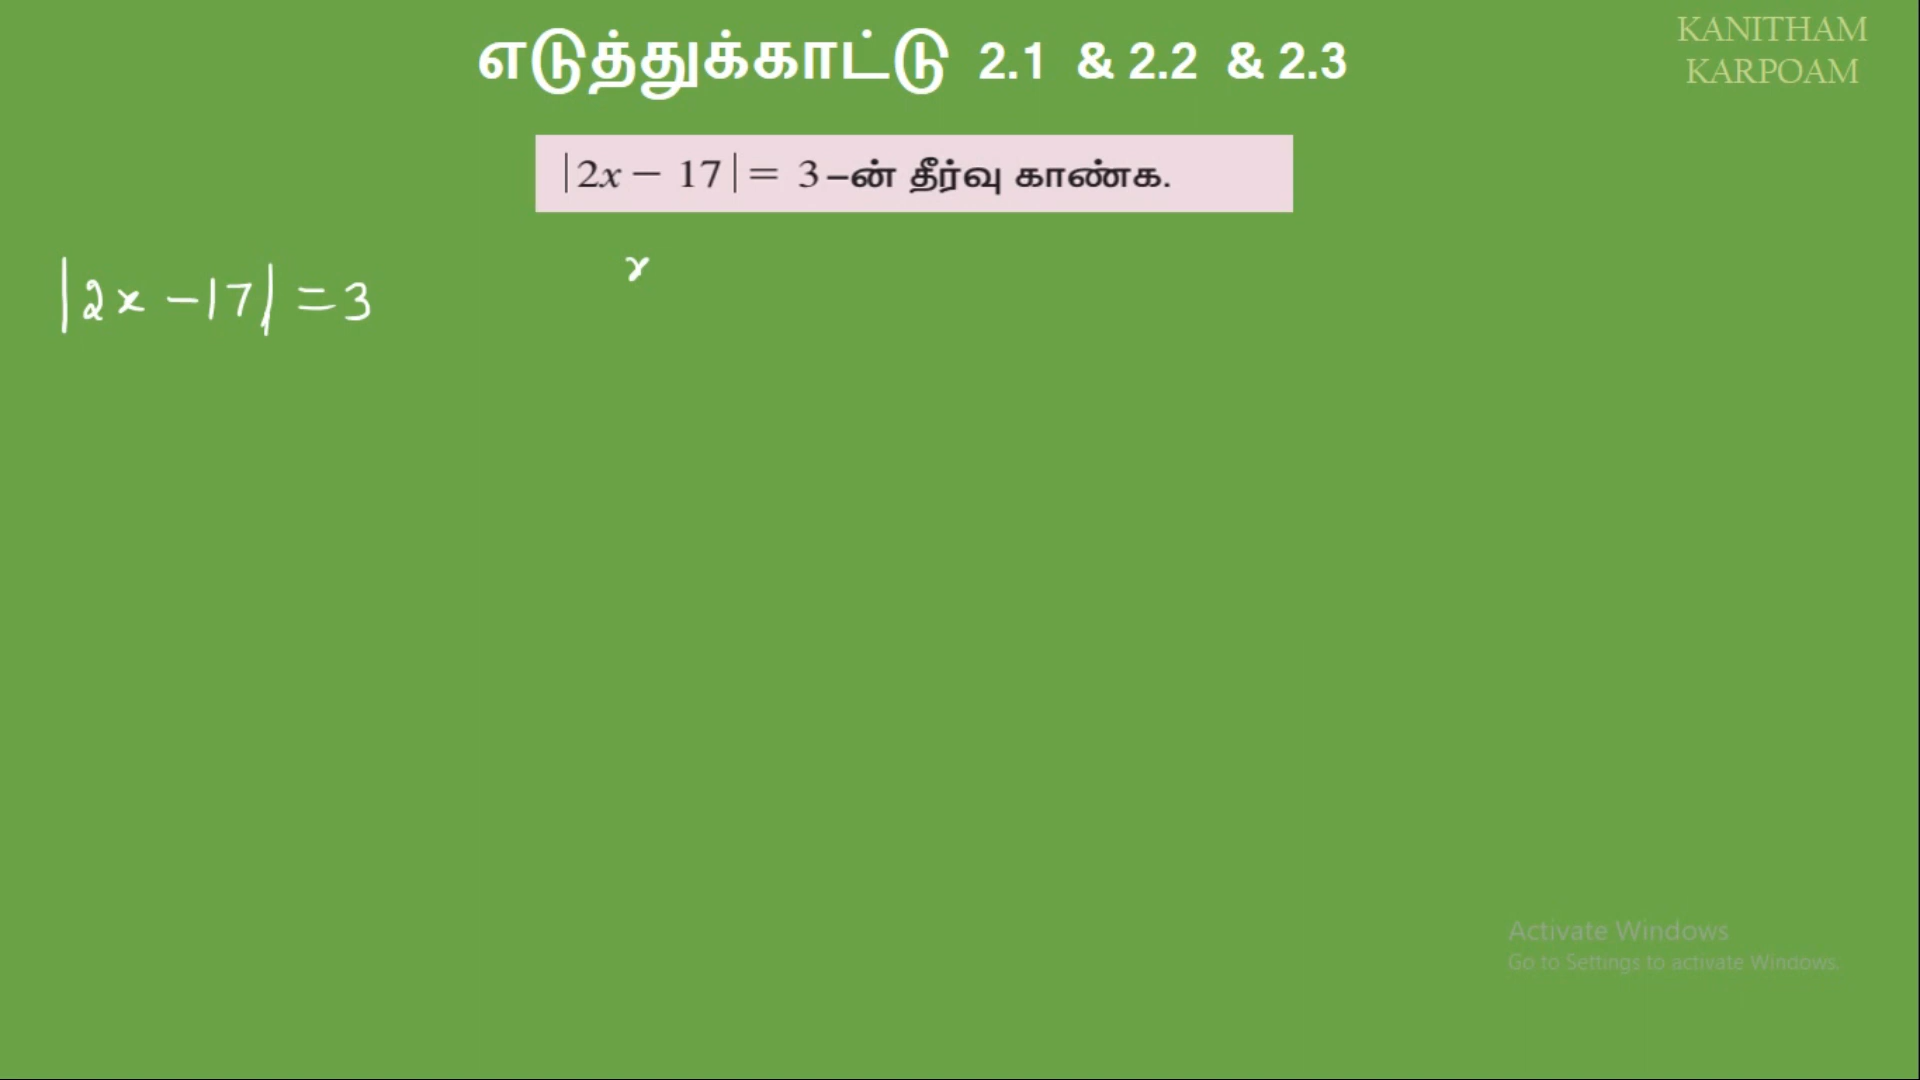 எடுத்துக்காட்டு 2.1 & 2.2 & 2.3
KANITHAM
KARPOAM
|2x − 17| = 3–ன் தீர்வு காண்க.
|2x − 17| = 3
x
Activate Windows
Go to Settings to activate Windows.